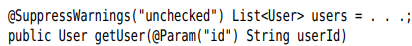 @SuppressWarnings("unchecked") List<User> users = . . .;
public User getUser(@Param("id") String userId)